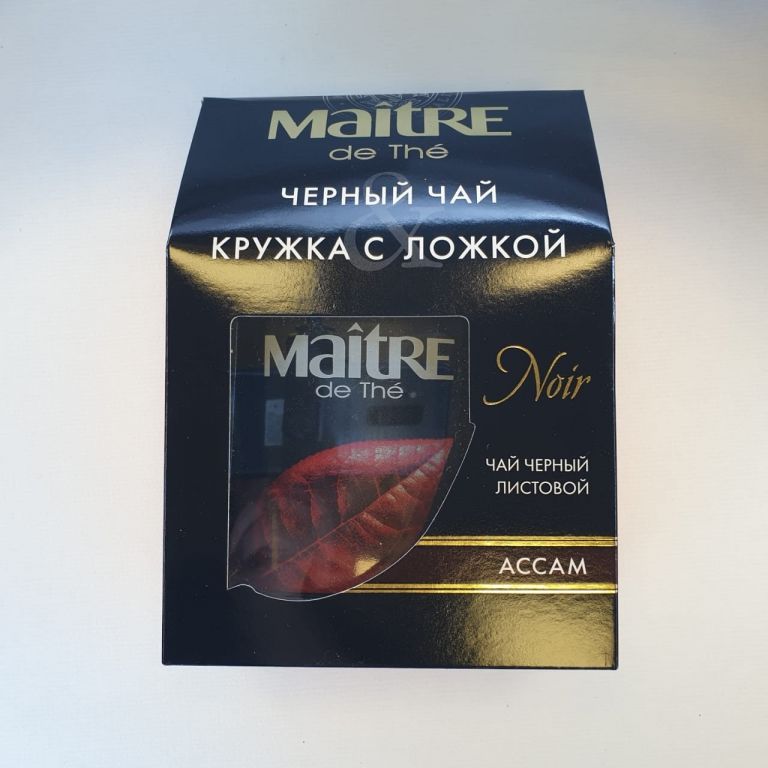 MAîTRE
de Thé
ЧЕРНЫЙ ЧАЙ
&
КРУЖКА С ЛОЖКОЙ
MAîTRE
de Thé
Noir
ЧАЙ ЧЕРНЫЙ
ЛИСТОВОЙ
АССАМ